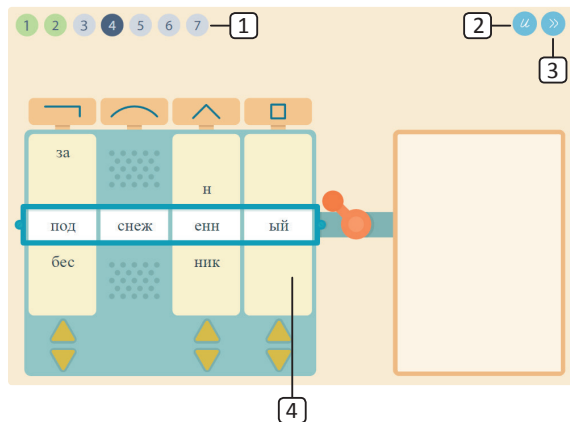 1 2 3 4 5 6 7 1
2 и »
3
за
н
под снеж енн ый
бес ник
4